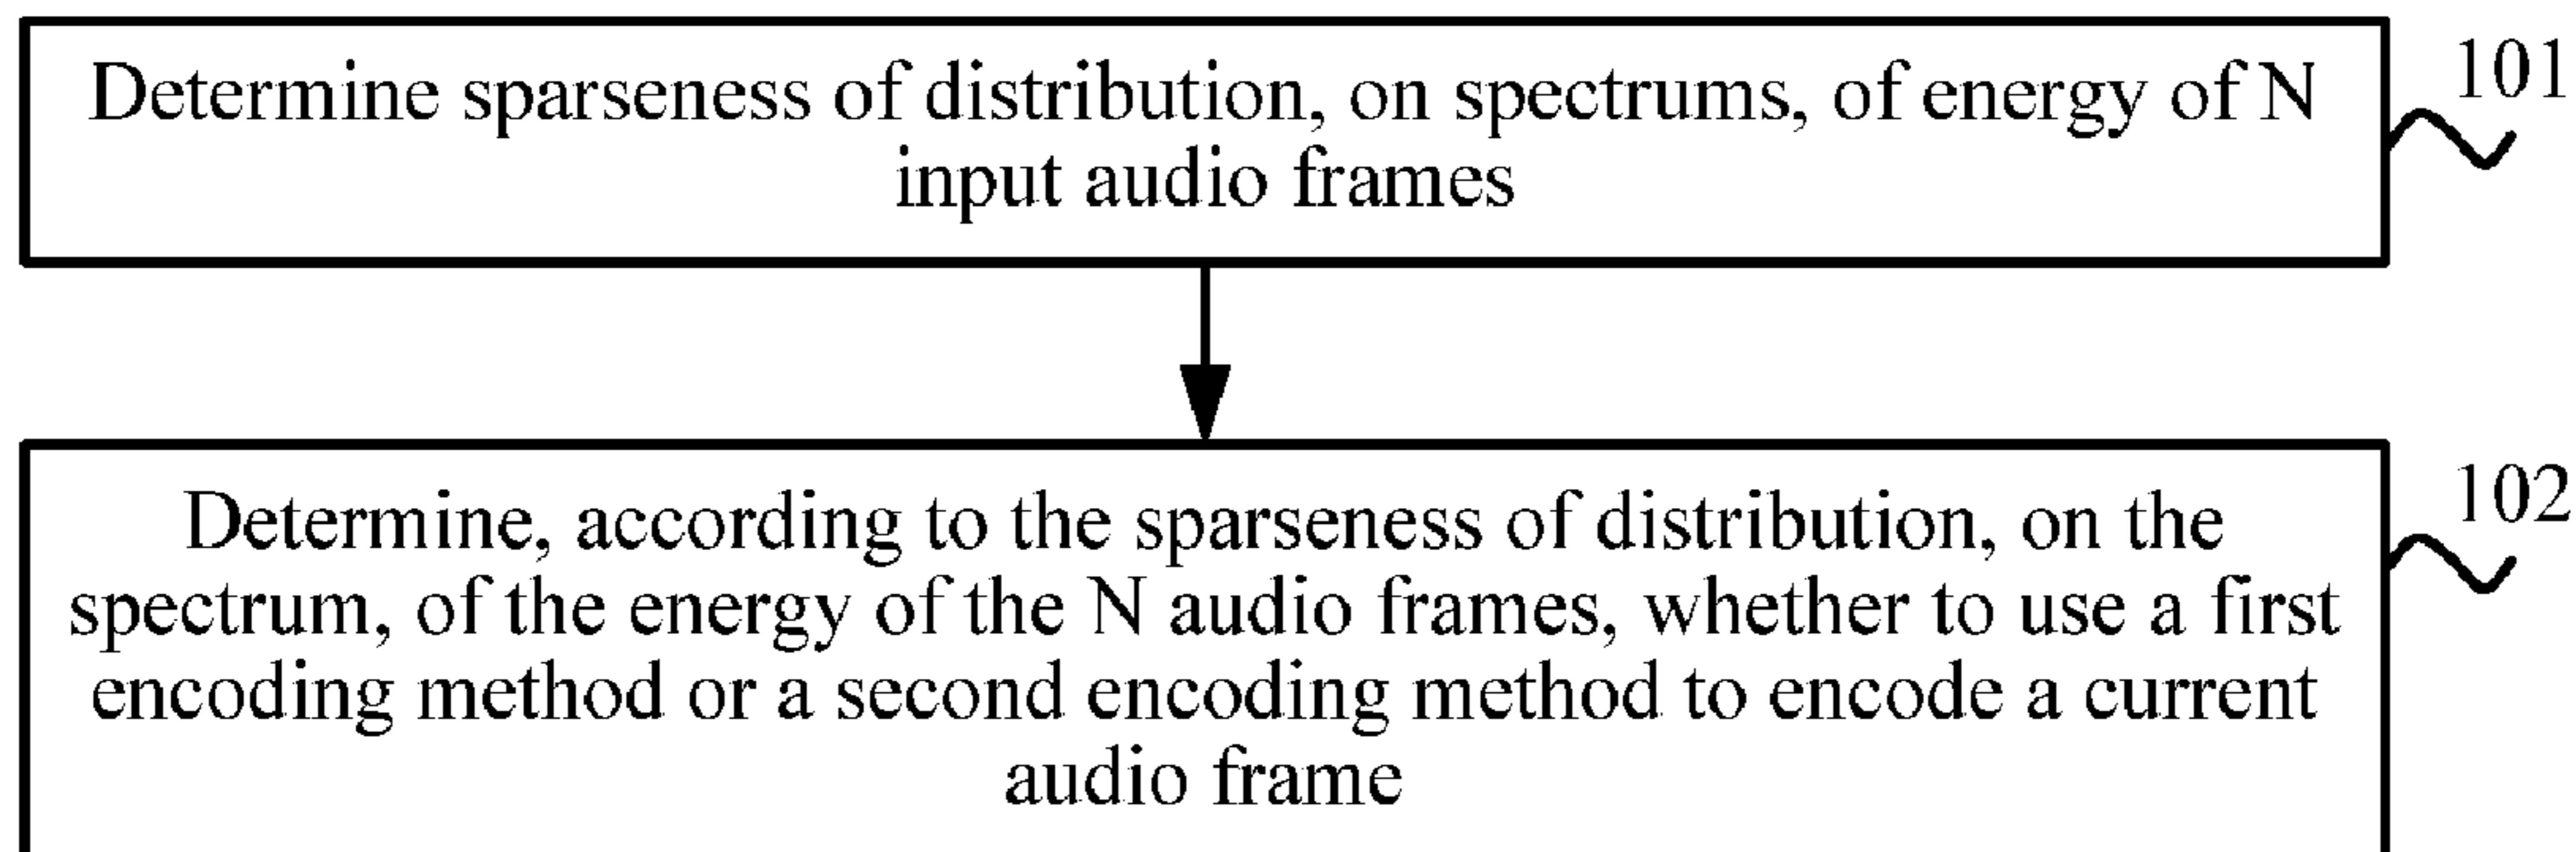 Determine sparseness of distribution, on spectrums, of energy of N
input audio frames
101
Determine, according to the sparseness of distribution, on the
spectrum, of the energy of the N audio frames, whether to use a first
encoding method or a second encoding method to encode a current
audio frame
102